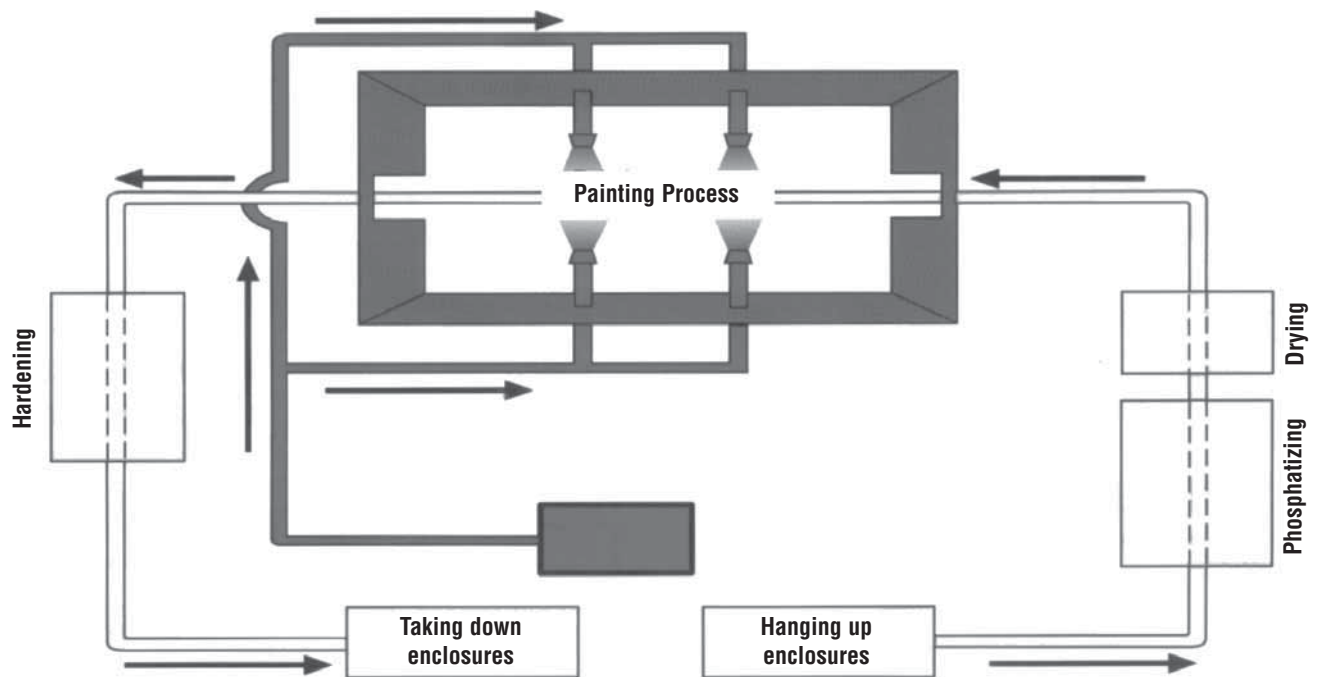 Painting Process
Hardening
Drying
Phosphatizing
Taking down
enclosures
Hanging up
enclosures